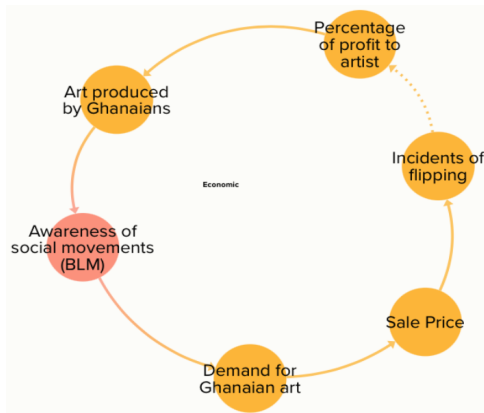 Percentage
of profit to
artist
Art produced
by Ghanaians
Incidents of
flipping
Economic
Awareness of
social movements
(BLM)
Sale Price
Demand for
Ghanaian art